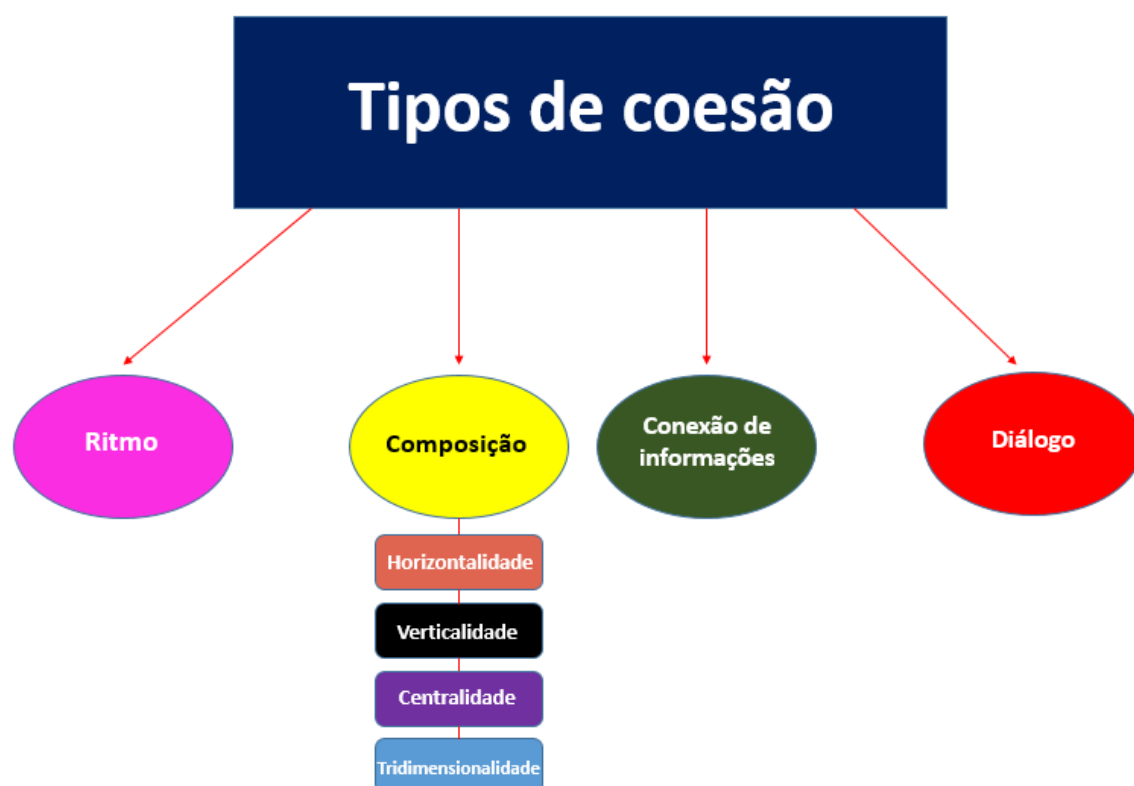 Tipos de coesão
Ritmo
Composição
Conexão de
informações
Diálogo
Horizontalidade
Verticalidade
Centralidade
Tridimensionalidade